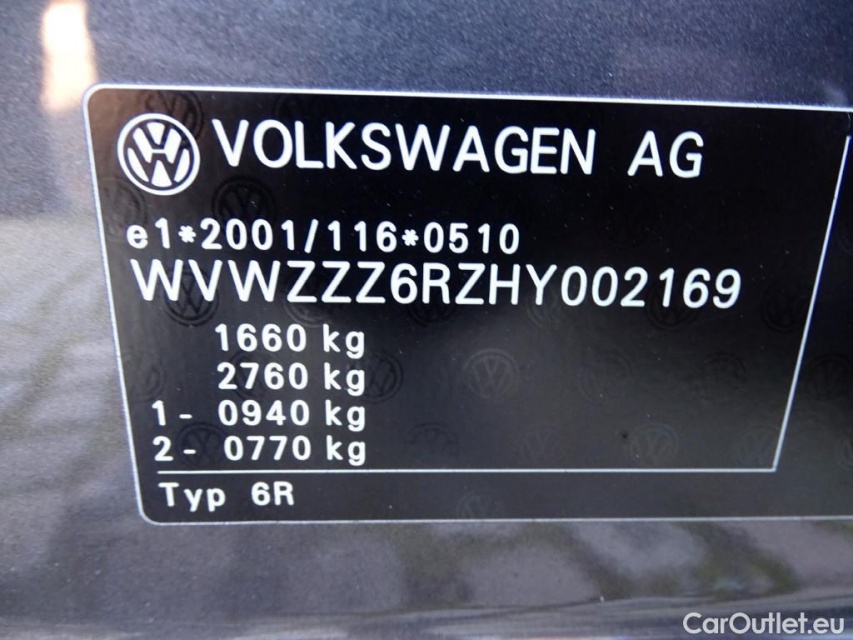 VOLKSWAGEN AG
e1*2001/116*0510
WVWZZZ6RZHY002169
1660 kg
2760 kg
1- 0940 kg
2- 0770 kg
Typ 6R
CarOutlet.eu